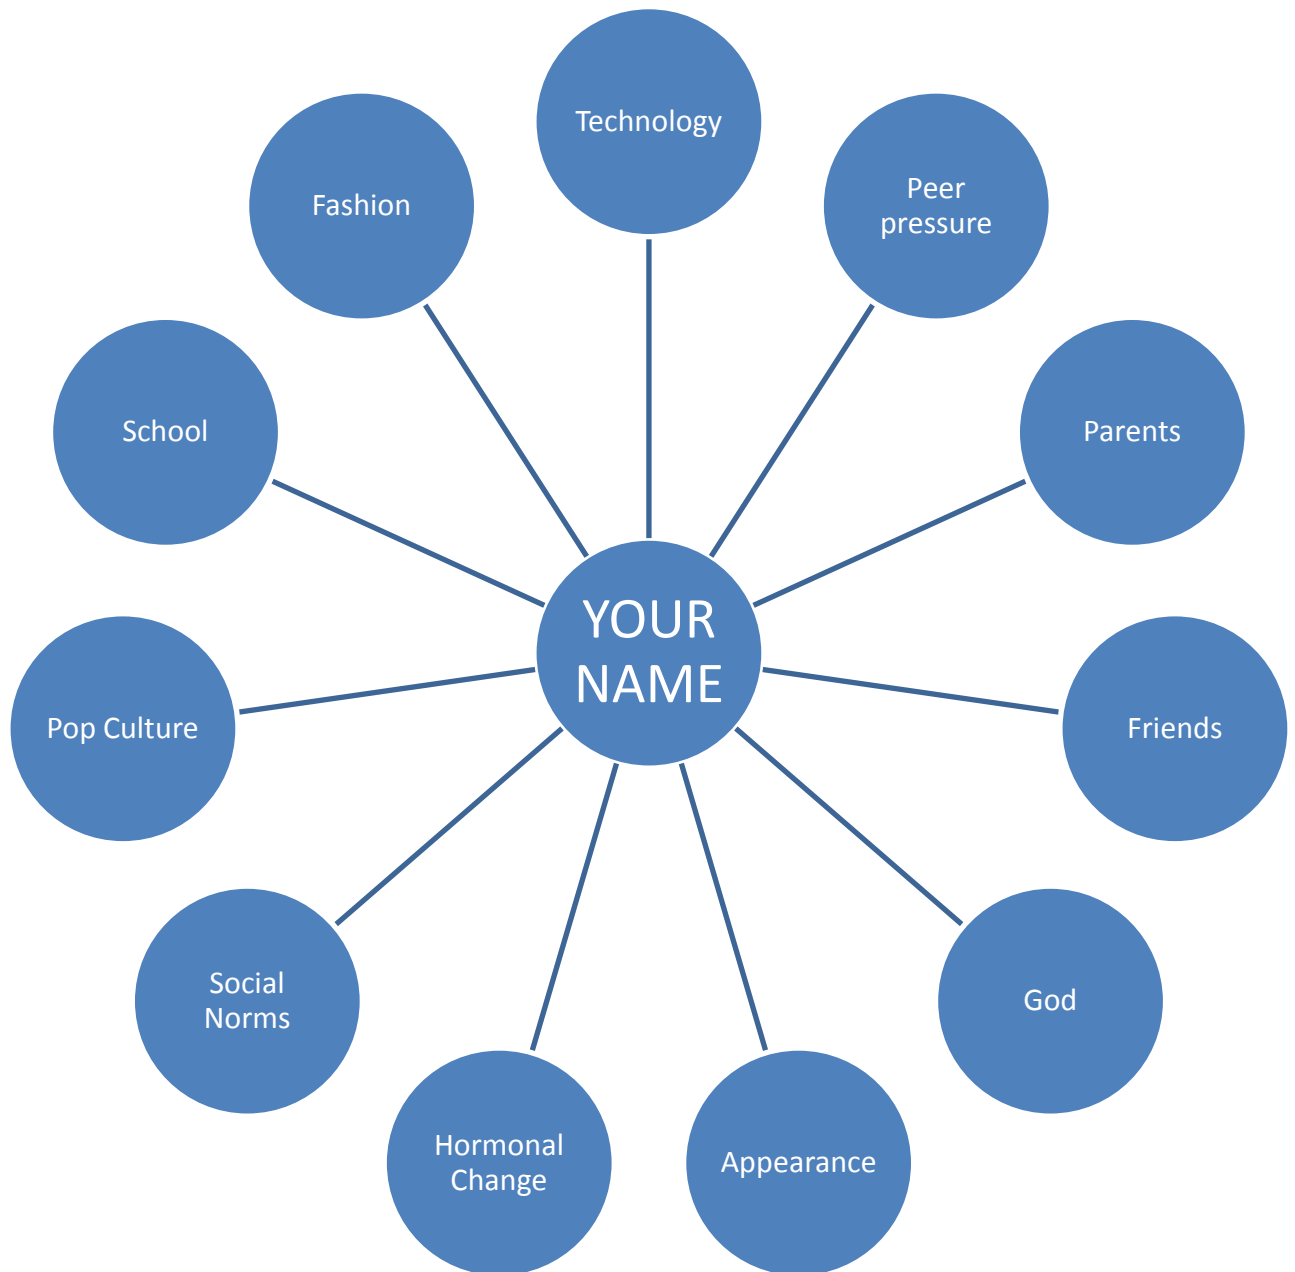 Technology
Peer
pressure
Parents
Friends
God
Appearance
Hormonal
Change
Social
Norms
Pop Culture
School
Fashion
YOUR
NAME